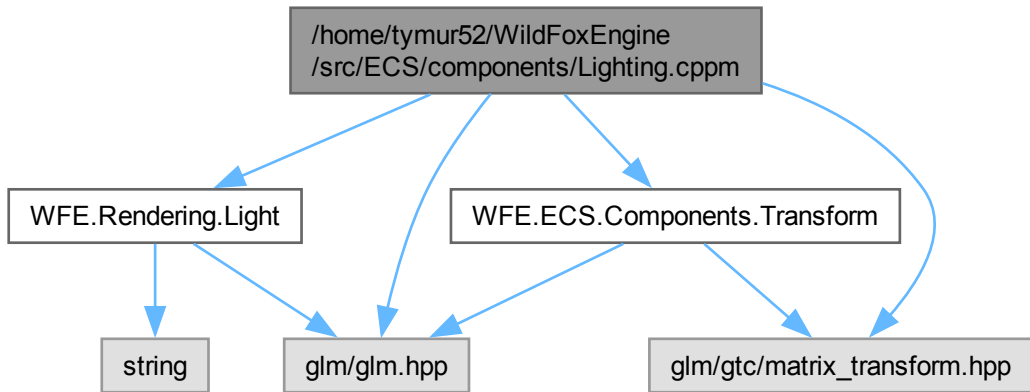 /home/tymur52/WildFoxEngine
/src/ECS/components/Lighting.cppm
WFE.Rendering.Light
WFE.ECS.Components.Transform
string
glm/glm.hpp
glm/gtc/matrix_transform.hpp